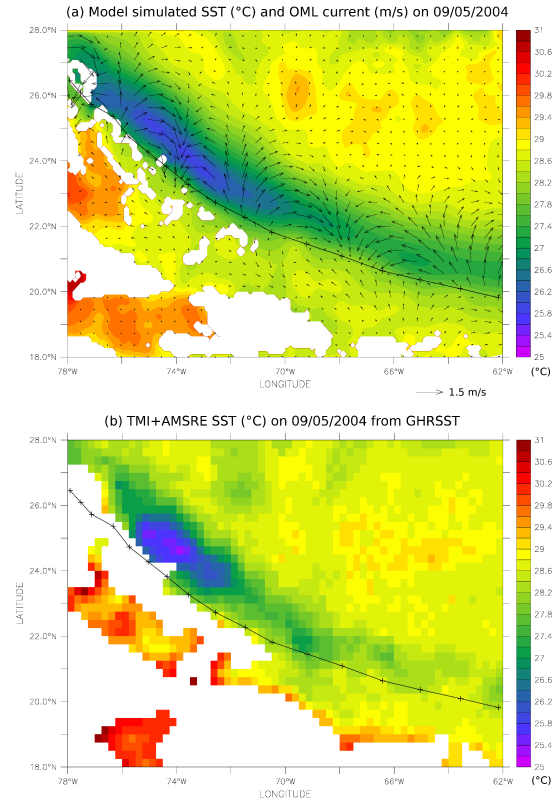 (a) Model simulated SST (°C) and OML current (m/s) on 09/05/2004
28.0°N
26.0°N
24.0°N
22.0°N
20.0°N
18.0°N
LATITUDE
78°W
74°W
70°W
66°W
62°W
LONGITUDE
31
30.6
30.2
29.8
29.4
29
28.6
28.2
27.8
27.4
27
26.6
26.2
25.8
25.4
25
(°C)
1.5 m/s
(b) TMI+AMSRE SST (°C) on 09/05/2004 from GHRSST
28.0°N
26.0°N
24.0°N
22.0°N
20.0°N
18.0°N
LATITUDE
78°W
74°W
70°W
66°W
62°W
LONGITUDE
31
30.6
30.2
29.8
29.4
29
28.6
28.2
27.8
27.4
27
26.6
26.2
25.8
25.4
25
(°C)